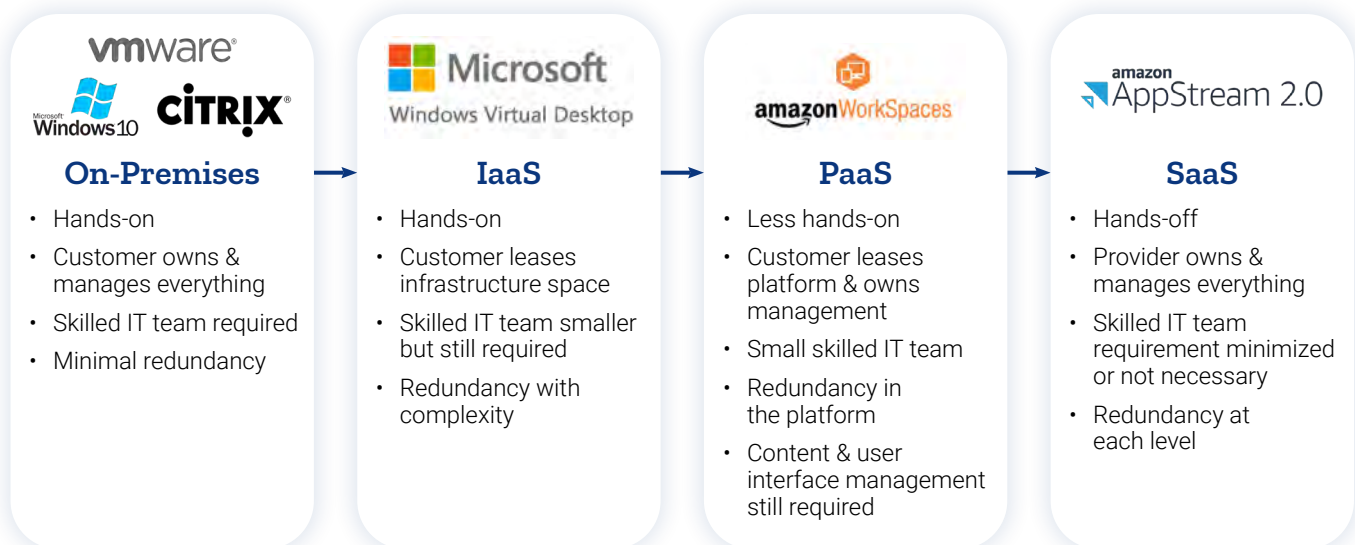 vmware®
Microsoft
Windows10
CİTRIX®
On-Premises
• Hands-on
• Customer owns &
manages everything
• Skilled IT team required
• Minimal redundancy
Microsoft
Windows Virtual Desktop
IaaS
• Hands-on
• Customer leases
infrastructure space
• Skilled IT team smaller
but still required
• Redundancy with
complexity
amazonWorkSpaces
PaaS
• Less hands-on
• Customer leases
platform & owns
management
• Small skilled IT team
• Redundancy in
the platform
• Content & user
interface management
still required
amazon
AppStream 2.0
SaaS
• Hands-off
• Provider owns &
manages everything
• Skilled IT team
requirement minimized
or not necessary
• Redundancy at
each level